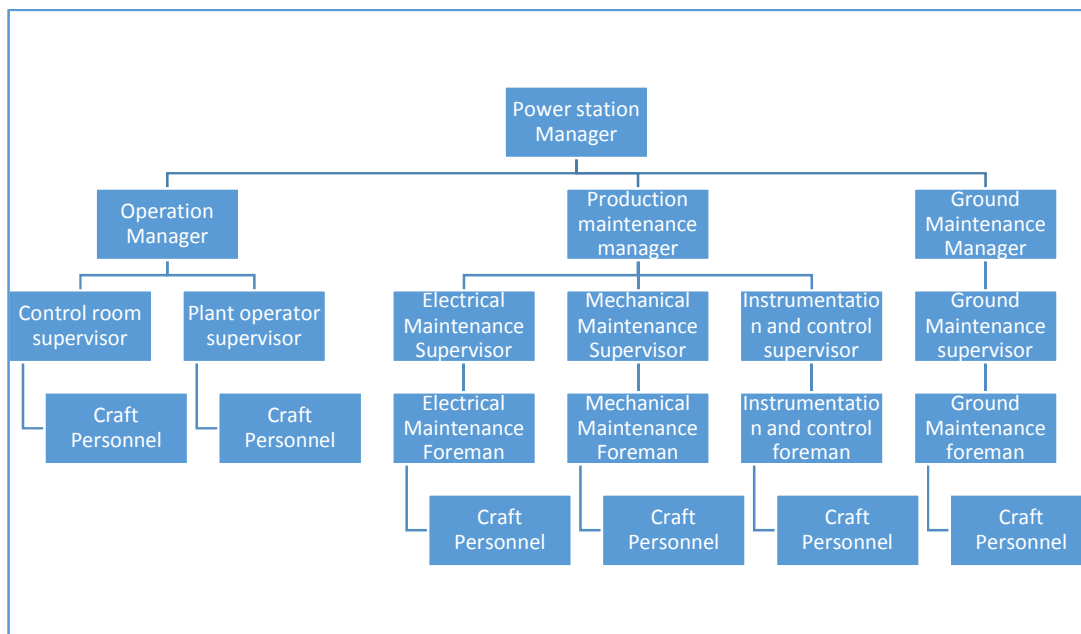 Power station
Manager
Operation
Manager
Production
maintenance
manager
Ground
Maintenance
Manager
Control room
supervisor
Plant operator
supervisor
Electrical
Maintenance
Supervisor
Mechanical
Maintenance
Supervisor
Instrumentatio
n and control
supervisor
Ground
Maintenance
supervisor
Craft
Personnel
Craft
Personnel
Electrical
Maintenance
Foreman
Mechanical
Maintenance
Foreman
Instrumentatio
n and control
foreman
Ground
Maintenance
foreman
Craft
Personnel
Craft
Personnel
Craft
Personnel
Craft
Personnel